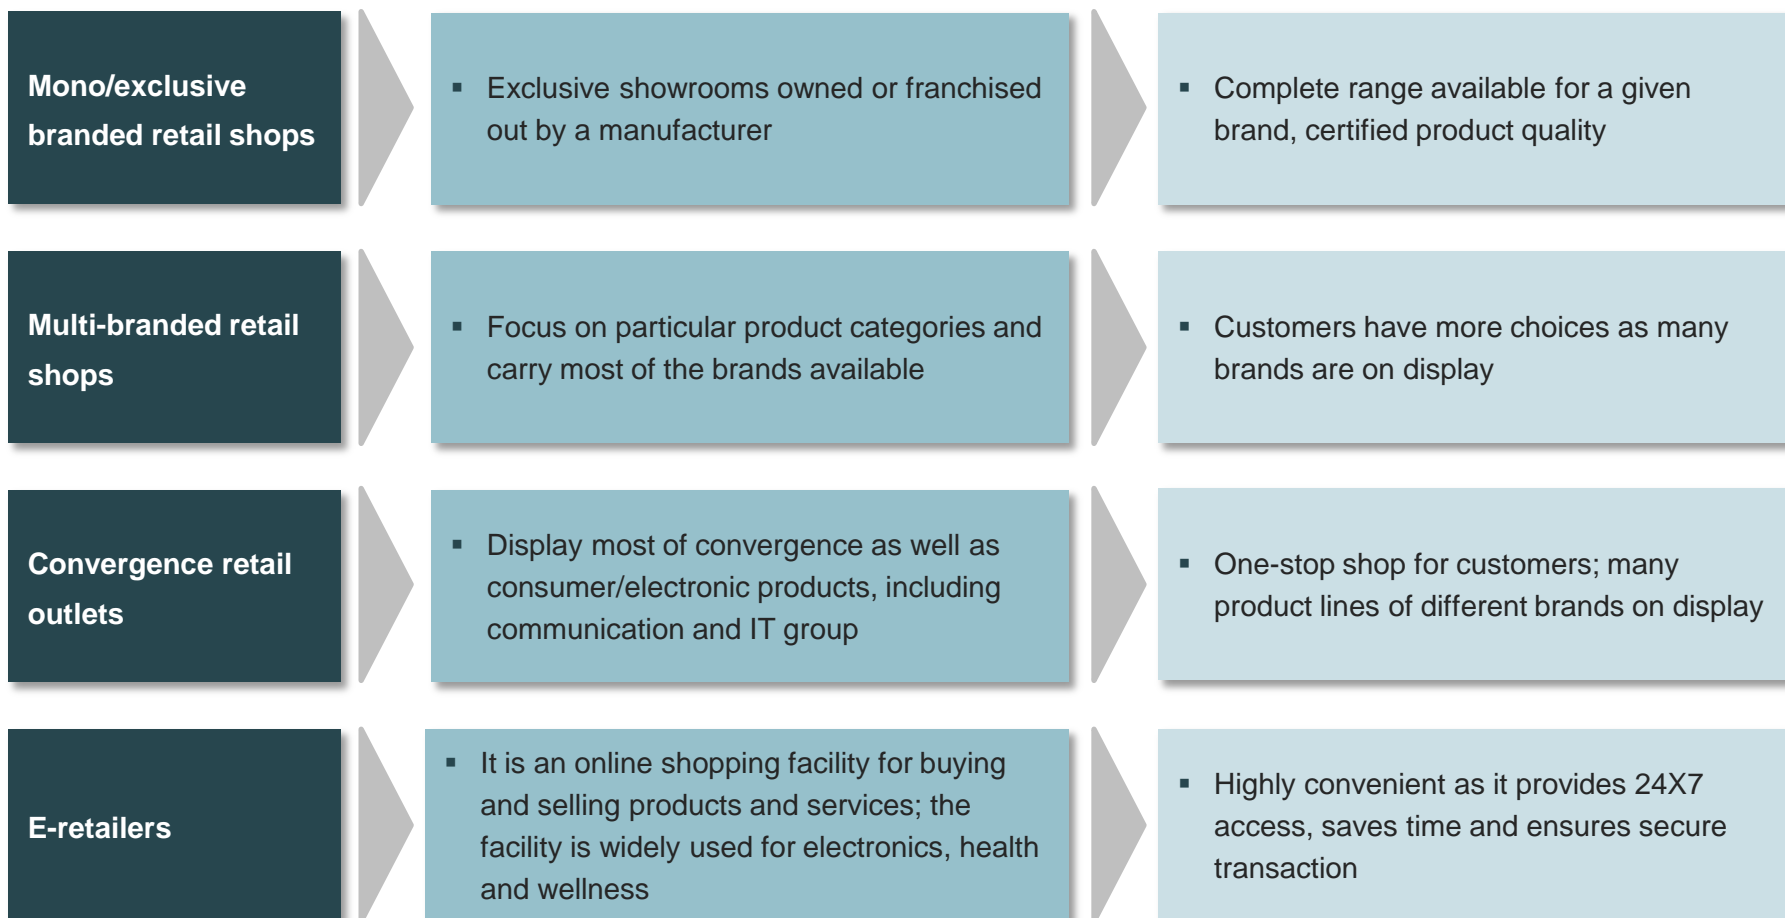 Mono/exclusive
branded retail shops
▪ Exclusive showrooms owned or franchised
out by a manufacturer
▪ Complete range available for a given
brand, certified product quality
Multi-branded retail
shops
▪ Focus on particular product categories and
carry most of the brands available
▪ Customers have more choices as many
brands are on display
Convergence retail
outlets
▪ Display most of convergence as well as
consumer/electronic products, including
communication and IT group
▪ One-stop shop for customers; many
product lines of different brands on display
E-retailers
▪ It is an online shopping facility for buying
and selling products and services; the
facility is widely used for electronics, health
and wellness
▪ Highly convenient as it provides 24X7
access, saves time and ensures secure
transaction